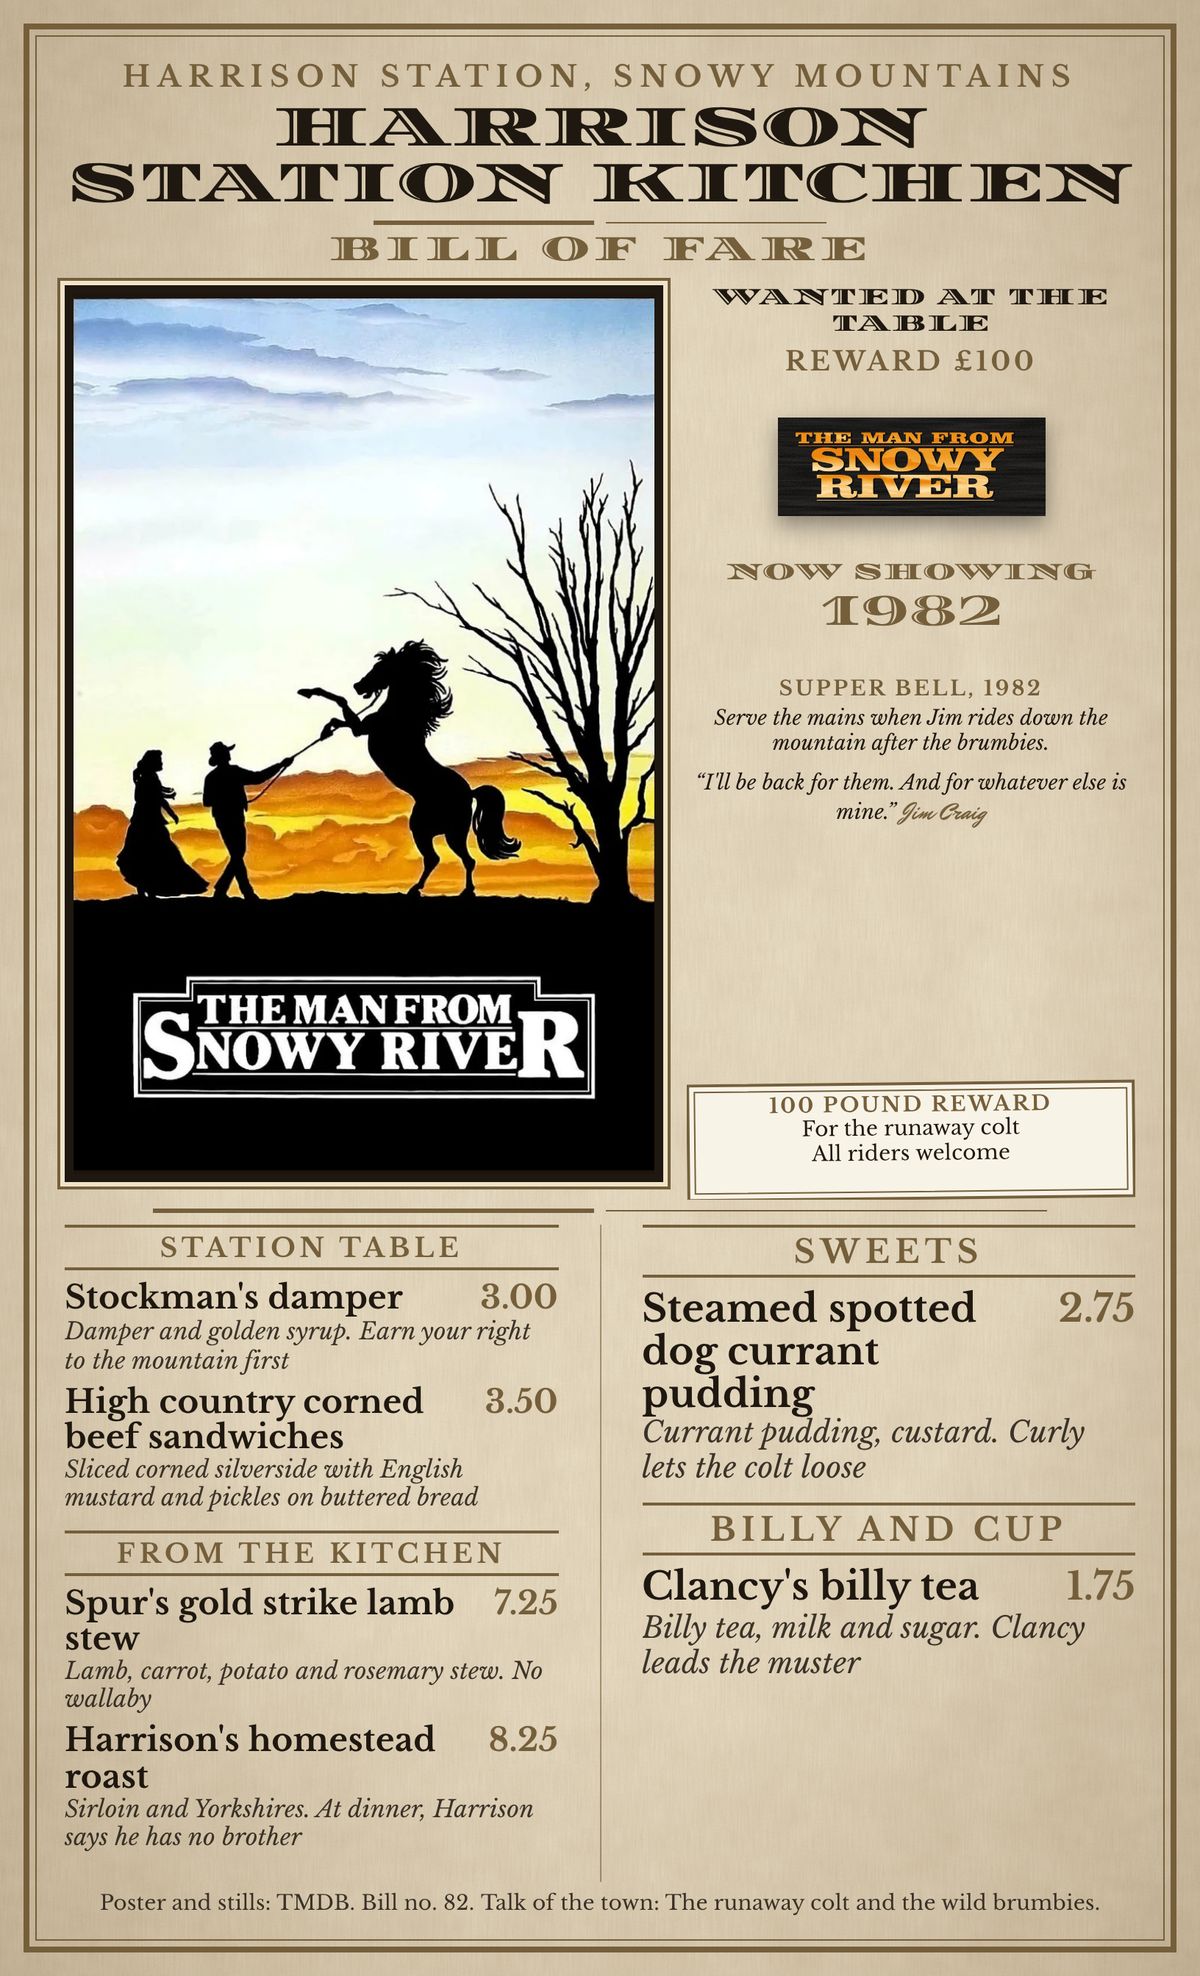 HARRISON STATION, SNOWY MOUNTAINS
HARRISON
STATION KITCHEN
BILL OF FARE
THE MAN FROM
SNOWY RIVER
WANTED AT THE
TABLE
REWARD £100
THE MAN FROM
SNOWY
RIVER
NOW SHOWING
1982
SUPPER BELL, 1982
Serve the mains when Jim rides down the
mountain after the brumbies.
“I'll be back for them. And for whatever else is
mine.” Jim Craig
100 POUND REWARD
For the runaway colt
All riders welcome
STATION TABLE
Stockman's damper 3.00
Damper and golden syrup. Earn your right
to the mountain first
High country corned 3.50
beef sandwiches
Sliced corned silverside with English
mustard and pickles on buttered bread
FROM THE KITCHEN
Spur's gold strike lamb 7.25
stew
Lamb, carrot, potato and rosemary stew. No
wallaby
Harrison's homestead 8.25
roast
Sirloin and Yorkshires. At dinner, Harrison
says he has no brother
SWEETS
Steamed spotted 2.75
dog currant
pudding
Currant pudding, custard. Curly
lets the colt loose
BILLY AND CUP
Clancy's billy tea 1.75
Billy tea, milk and sugar. Clancy
leads the muster
Poster and stills: TMDB. Bill no. 82. Talk of the town: The runaway colt and the wild brumbies.